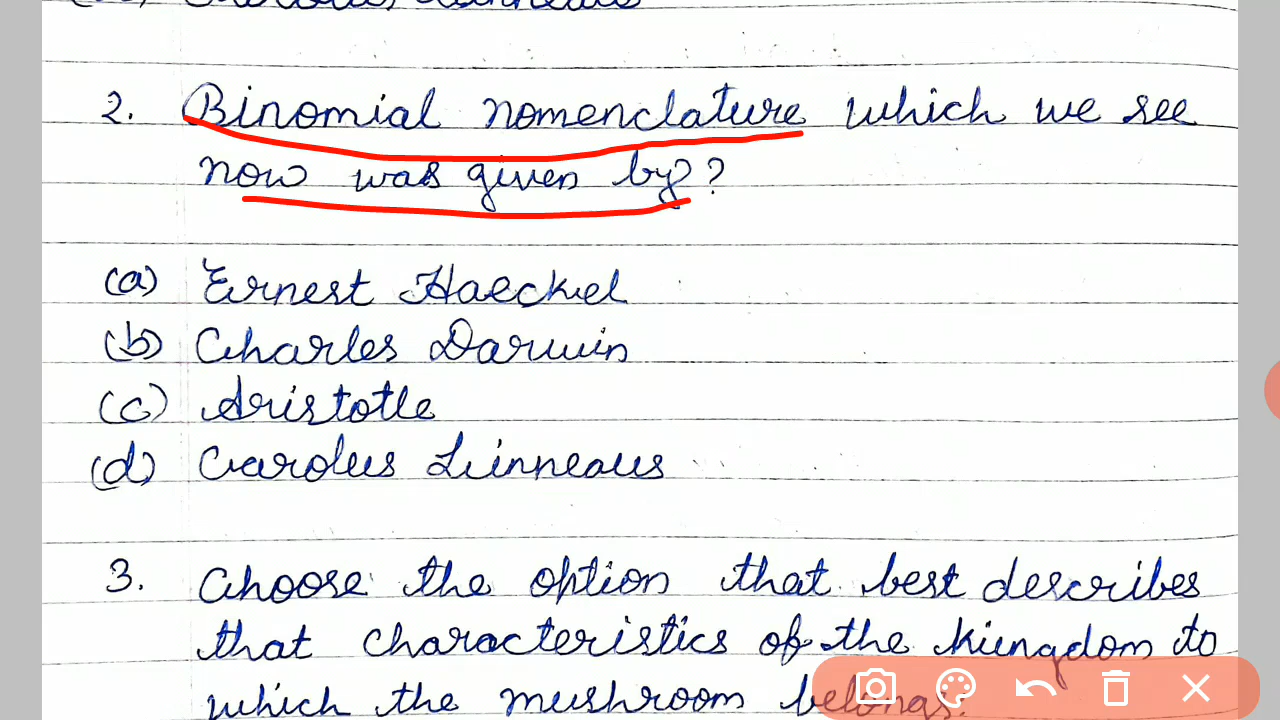 2. Binomial nomenclature which we see
now was given by??
(a) Ernest Haeckel
(b) Charles Darwin
(c) Aristotle
(d) Carolus Linneaus
3. Choose the option that best describes
that characteristics of the kingdom to
which the mushroom belongs.